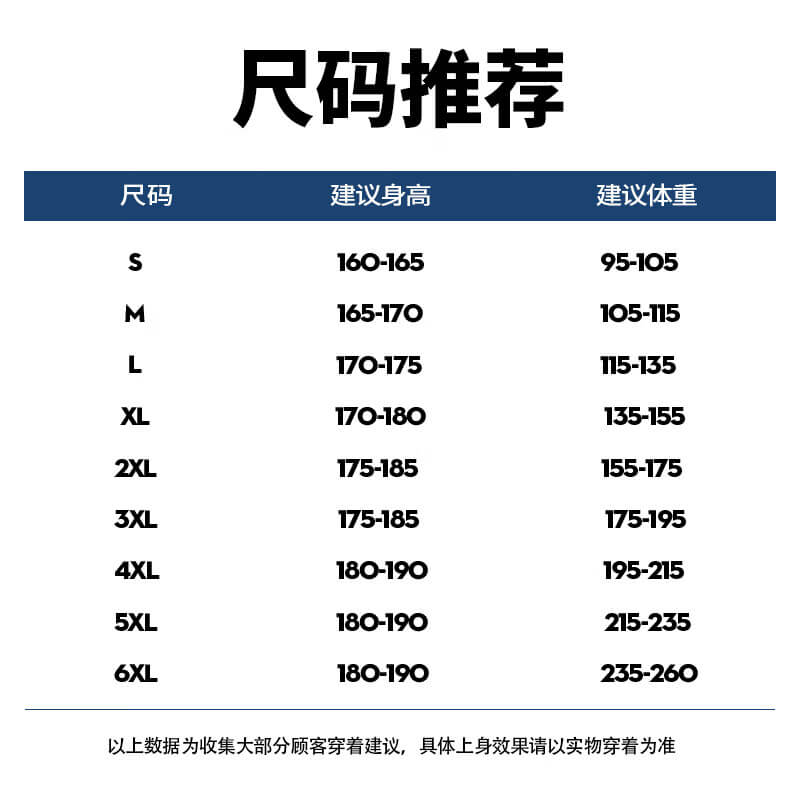 尺码推荐
尺码 建议身高 建议体重
S 160-165 95-105
M 165-170 105-115
L 170-175 115-135
XL 170-180 135-155
2XL 175-185 155-175
3XL 175-185 175-195
4XL 180-190 195-215
5XL 180-190 215-235
6XL 180-190 235-260
以上数据为收集大部分顾客穿着建议，具体上身效果请以实物穿着为准